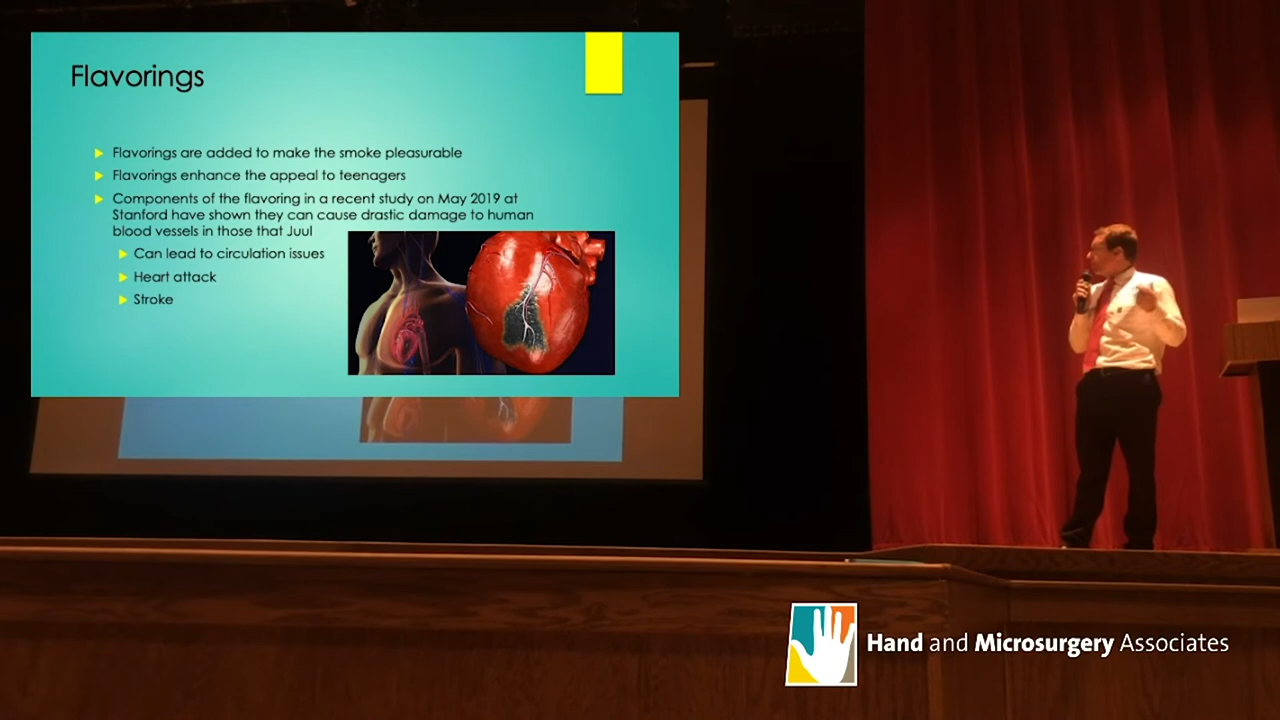 Flavorings
Flavorings are added to make the smoke pleasurable
Flavorings enhance the appeal to teenagers
Components of the flavoring in a recent study on May 2019 at
Stanford have shown they can cause drastic damage to human
blood vessels in those that Juul
Can lead to circulation issues
Heart attack
Stroke
Hand and Microsurgery Associates